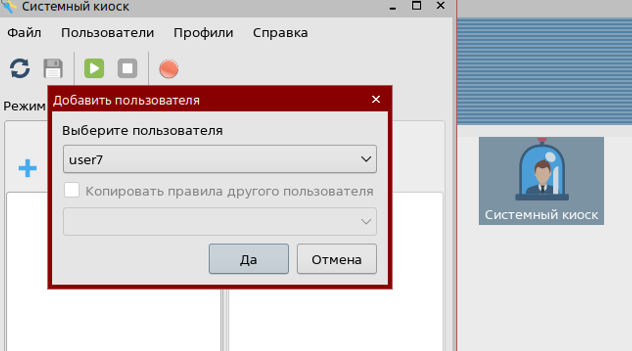 Системный киоск
Файл Пользователи Профили Справка
Режим
Добавить пользователя
Выберите пользователя
user7
Копировать правила другого пользователя
Да Отмена
Системный киоск